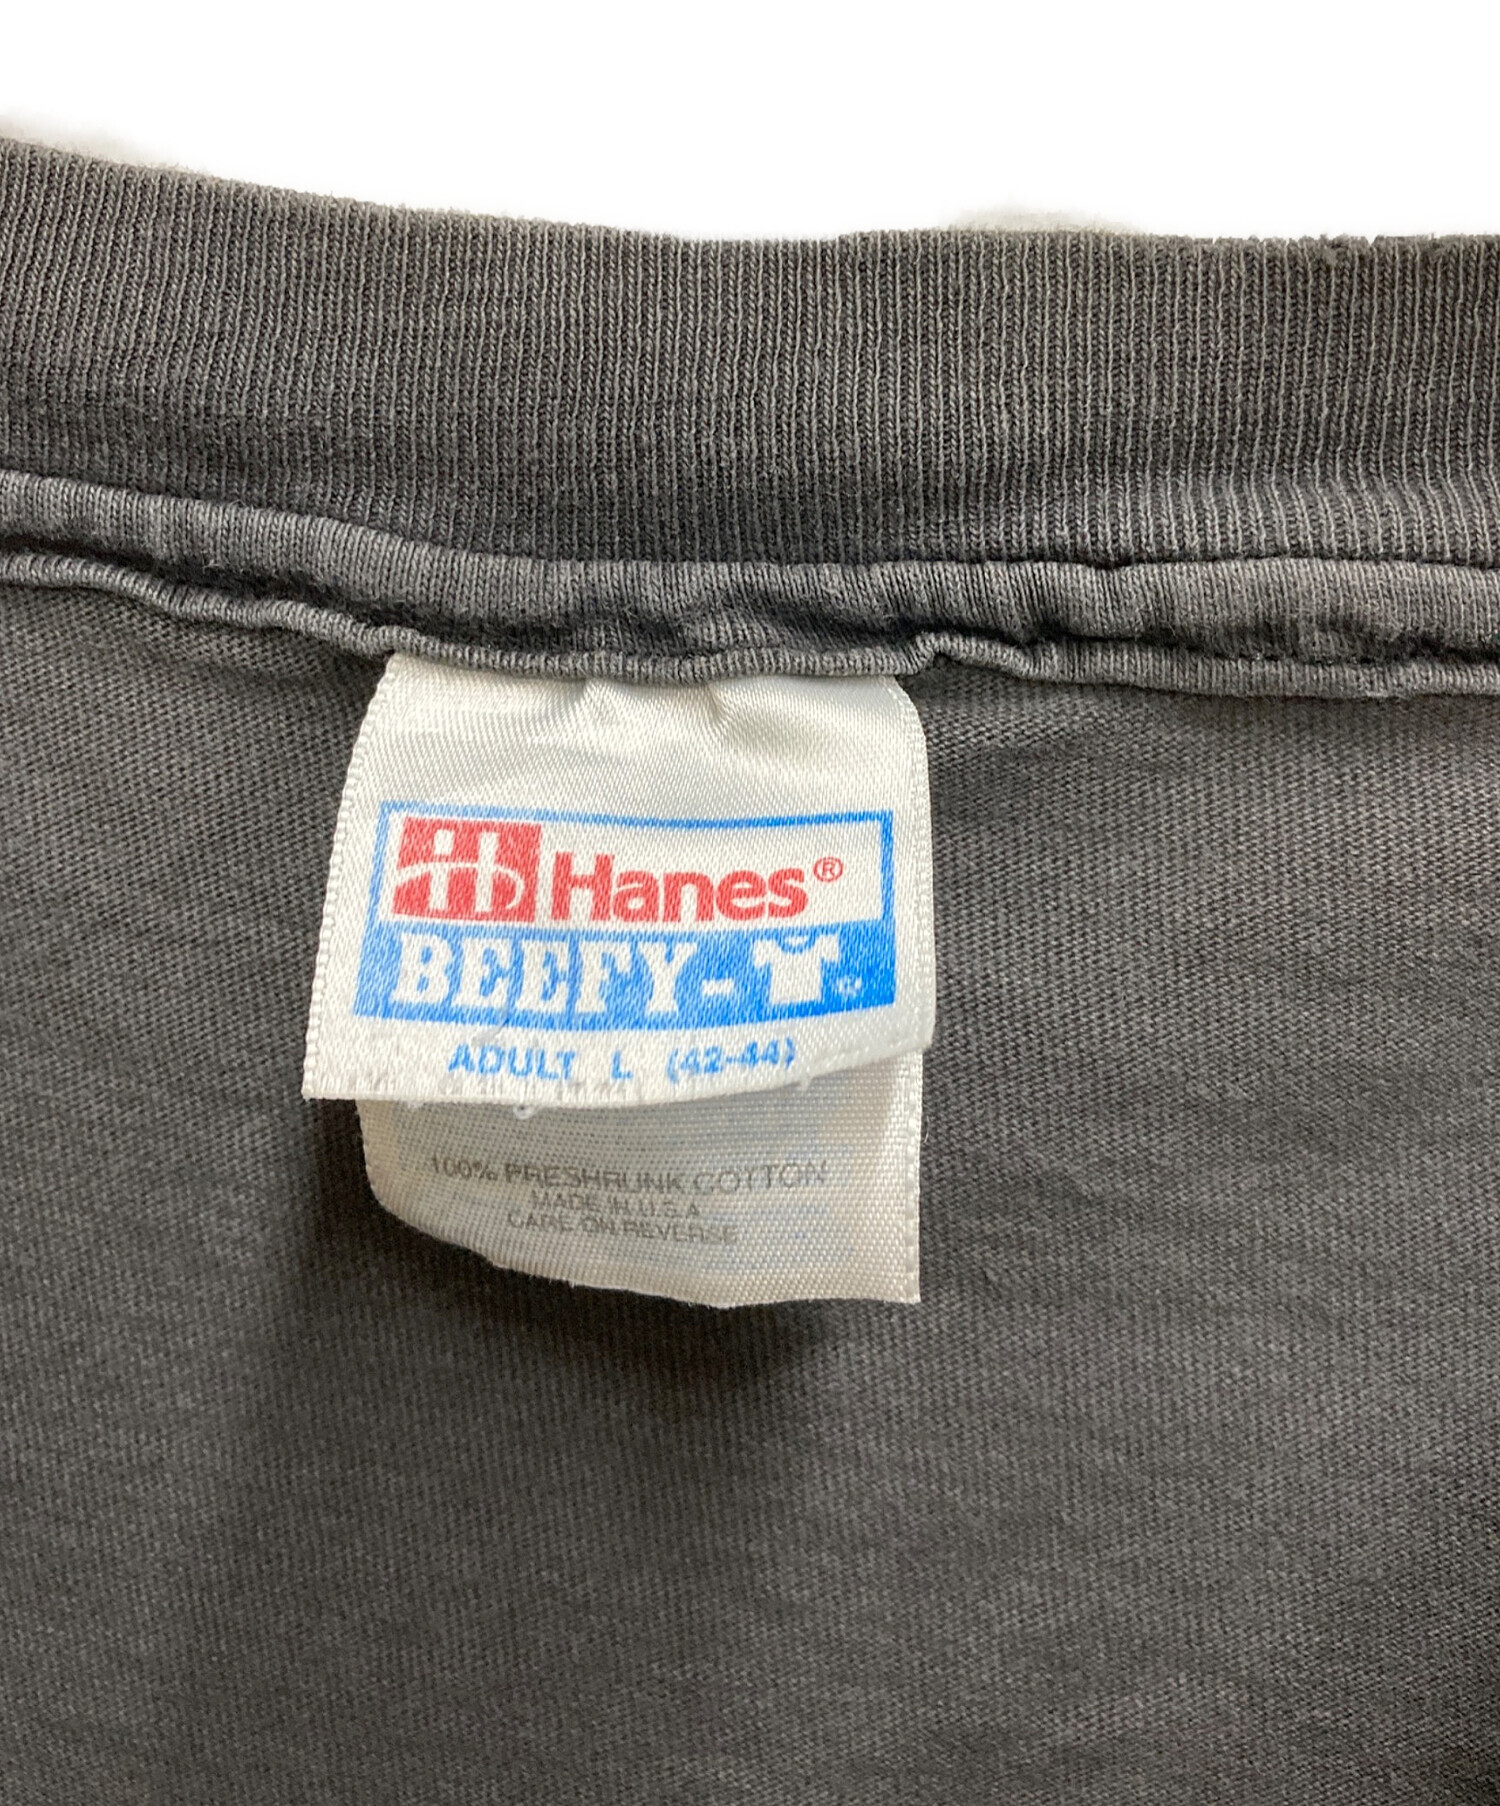 Hanes®
BEEFY-
ADULT L (42-44)
100% PRESHRUNK COTTON
MADE IN U.S.A
CARE ON REVERSE